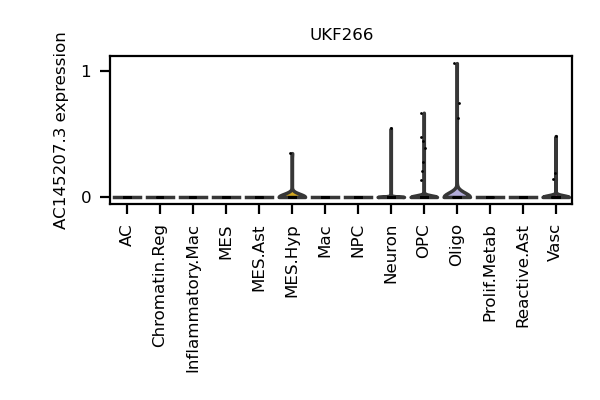 UKF266
AC145207.3 expression
1
0
AC
Chromatin.Reg
Inflammatory.Mac
MES
MES.Ast
MES.Hyp
Mac
NPC
Neuron
OPC
Oligo
Prolif.Metab
Reactive.Ast
Vasc